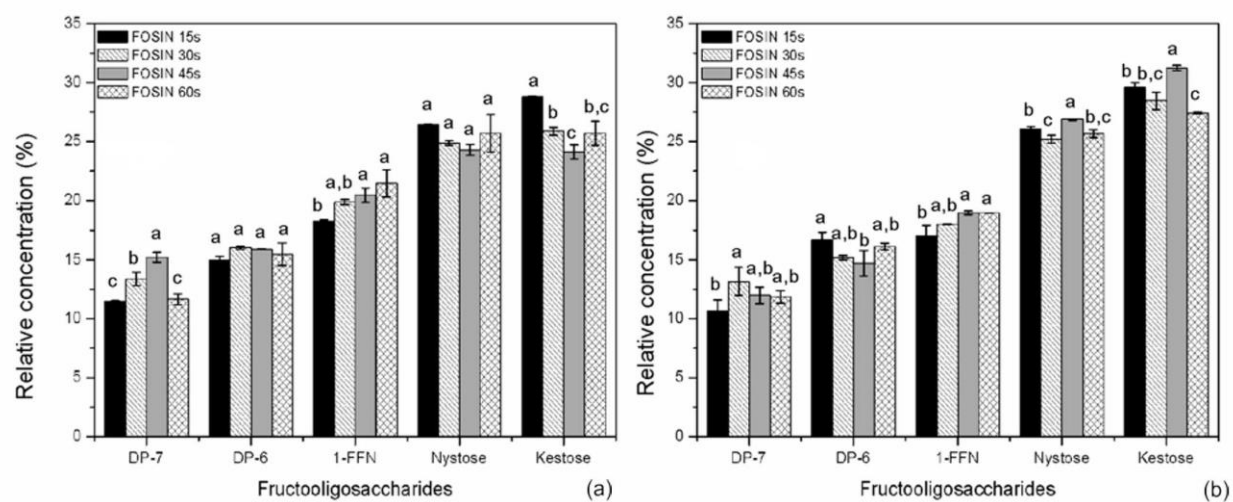 35
30
25
20
15
10
5
0
Relative concentration (%)
FOSIN 15s
FOSIN 30s
FOSIN 45s
FOSIN 60s
c b a c
a a a a
b a,b a a
a a a a
a b c b,c
DP-7 DP-6 1-FFN Nystose Kestose
Fructooligosaccharides (a)
35
30
25
20
15
10
5
0
Relative concentration (%)
FOSIN 15s
FOSIN 30s
FOSIN 45s
FOSIN 60s
b a a,b a,b
a a,b b a,b
b a,b a a
b c a b,c
b b,c a c
DP-7 DP-6 1-FFN Nystose Kestose
Fructooligosaccharides (b)